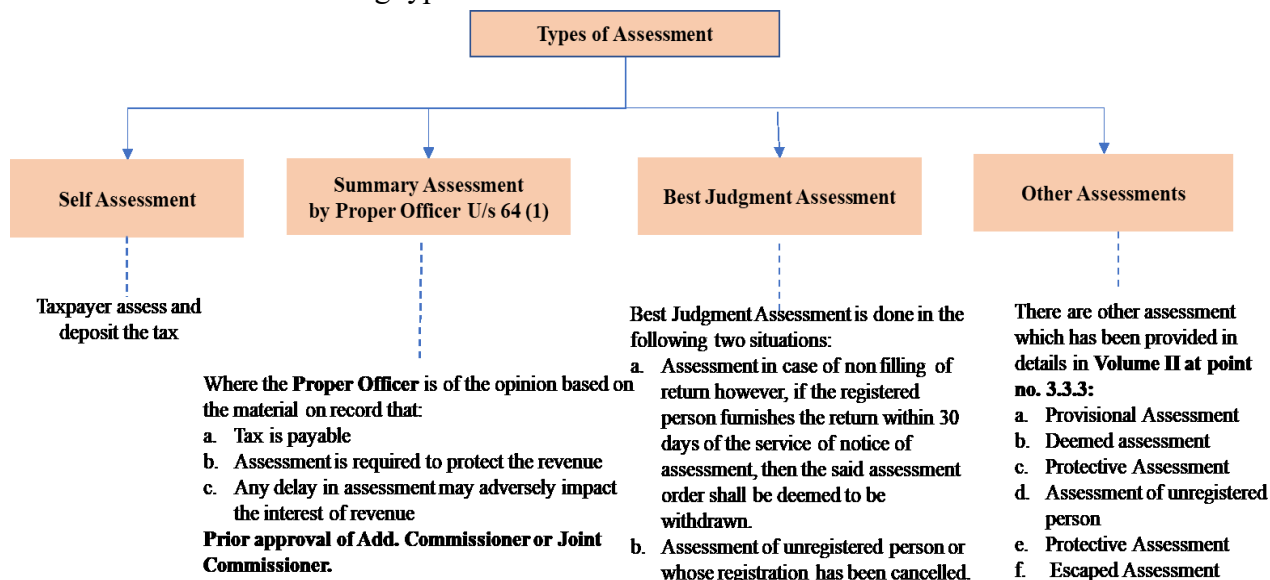 Types of Assessment
Self Assessment
Summary Assessment
by Proper Officer U/s 64 (1)
Best Judgment Assessment
Other Assessments
Taxpayer assess and
deposit the tax
Where the Proper Officer is of the opinion based on
the material on record that:
a. Tax is payable
b. Assessment is required to protect the revenue
c. Any delay in assessment may adversely impact
the interest of revenue
Prior approval of Add. Commissioner or Joint
Commissioner.
Best Judgment Assessment is done in the
following two situations:
a. Assessment in case of non filling of
return however, if the registered
person furnishes the return within 30
days of the service of notice of
assessment, then the said assessment
order shall be deemed to be
withdrawn.
b. Assessment of unregistered person or
whose registration has been cancelled.
There are other assessment
which has been provided in
details in Volume II at point
no. 3.3.3:
a. Provisional Assessment
b. Deemed assessment
c. Protective Assessment
d. Assessment of unregistered
person
e. Protective Assessment
f. Escaped Assessment